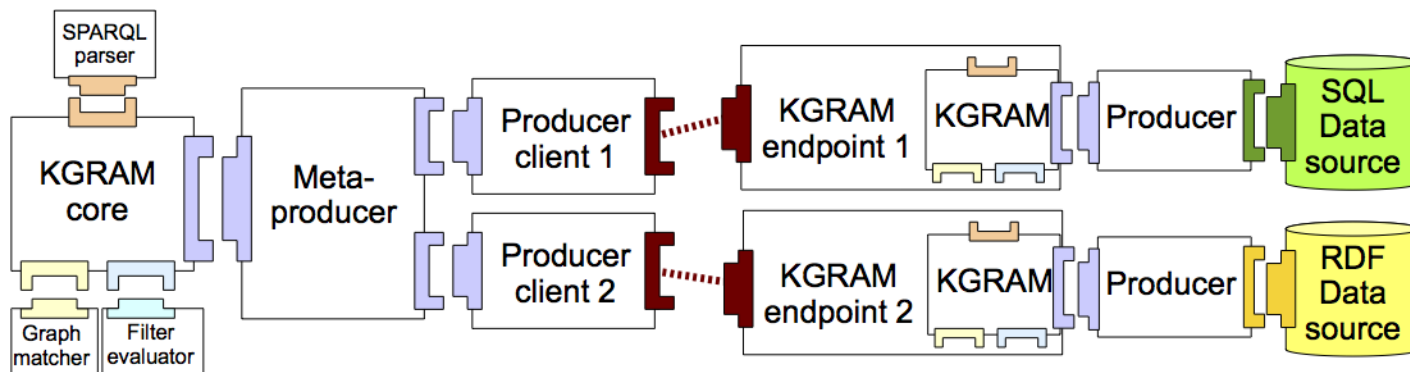 SPARQL
parser
KGRAM
core
Graph
matcher
Filter
evaluator
Meta-
producer
Producer
client 1
Producer
client 2
KGRAM
endpoint 1
KGRAM
Producer
SQL
Data
source
KGRAM
endpoint 2
KGRAM
Producer
RDF
Data
source